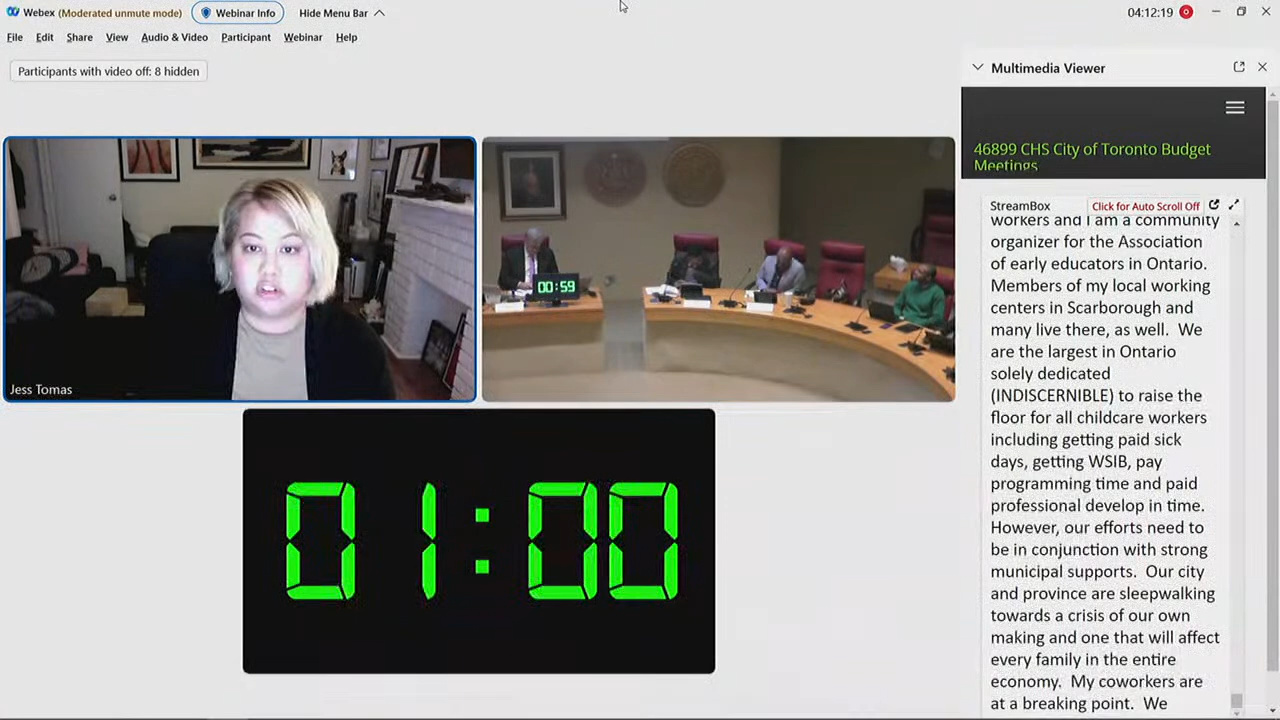 Webex (Moderated unmute mode) Webinar Info Hide Menu Bar 04:12:19
File Edit Share View Audio & Video Participant Webinar Help
Participants with video off: 8 hidden
Multimedia Viewer
46899 CHS City of Toronto Budget
Meetings
StreamBox Click for Auto Scroll Off
workers and I am a community
organizer for the Association
of early educators in Ontario.
Members of my local working
centers in Scarborough and
many live there, as well. We
are the largest in Ontario
solely dedicated
(INDISCERNIBLE) to raise the
floor for all childcare workers
including getting paid sick
days, getting WSIB, pay
programming time and paid
professional develop in time.
However, our efforts need to
be in conjunction with strong
municipal supports. Our city
and province are sleepwalking
towards a crisis of our own
making and one that will affect
every family in the entire
economy. My coworkers are
at a breaking point. We
00:59
Jess Tomas
01:00